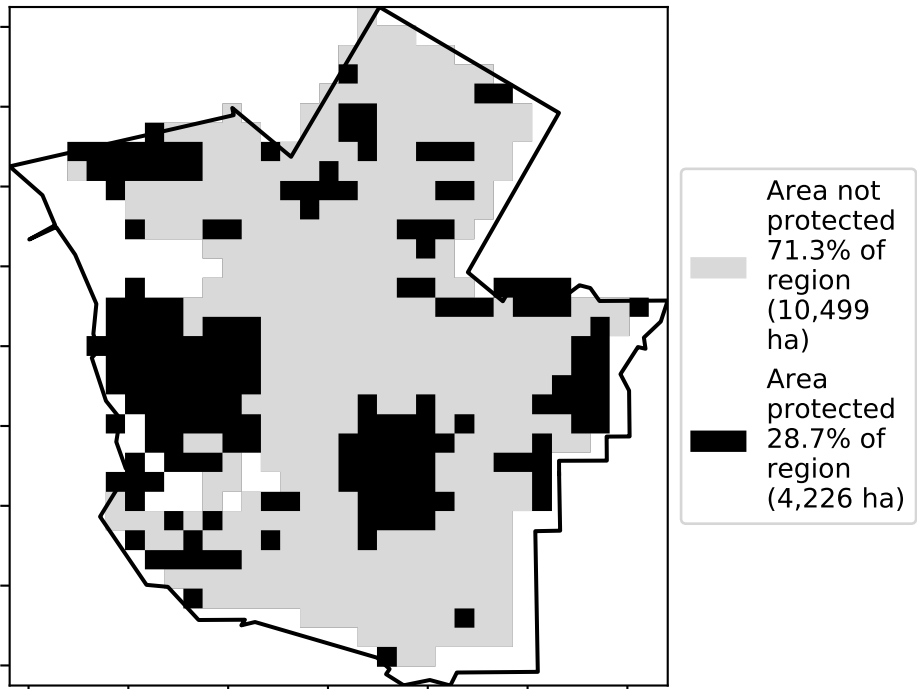 Area not
protected
71.3% of
region
(10,499
ha)
Area
protected
28.7% of
region
(4,226 ha)